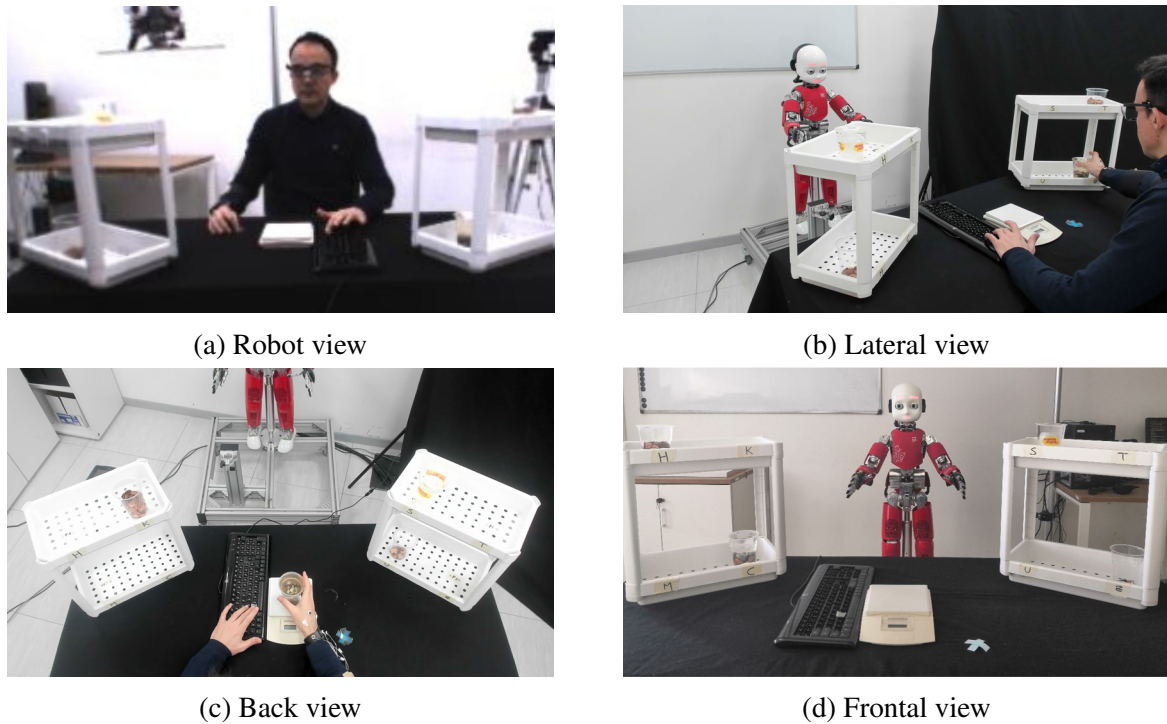 S T
H
U
(a) Robot view
(b) Lateral view
H K
S
(c) Back view
H K
S T
M C
U E
(d) Frontal view